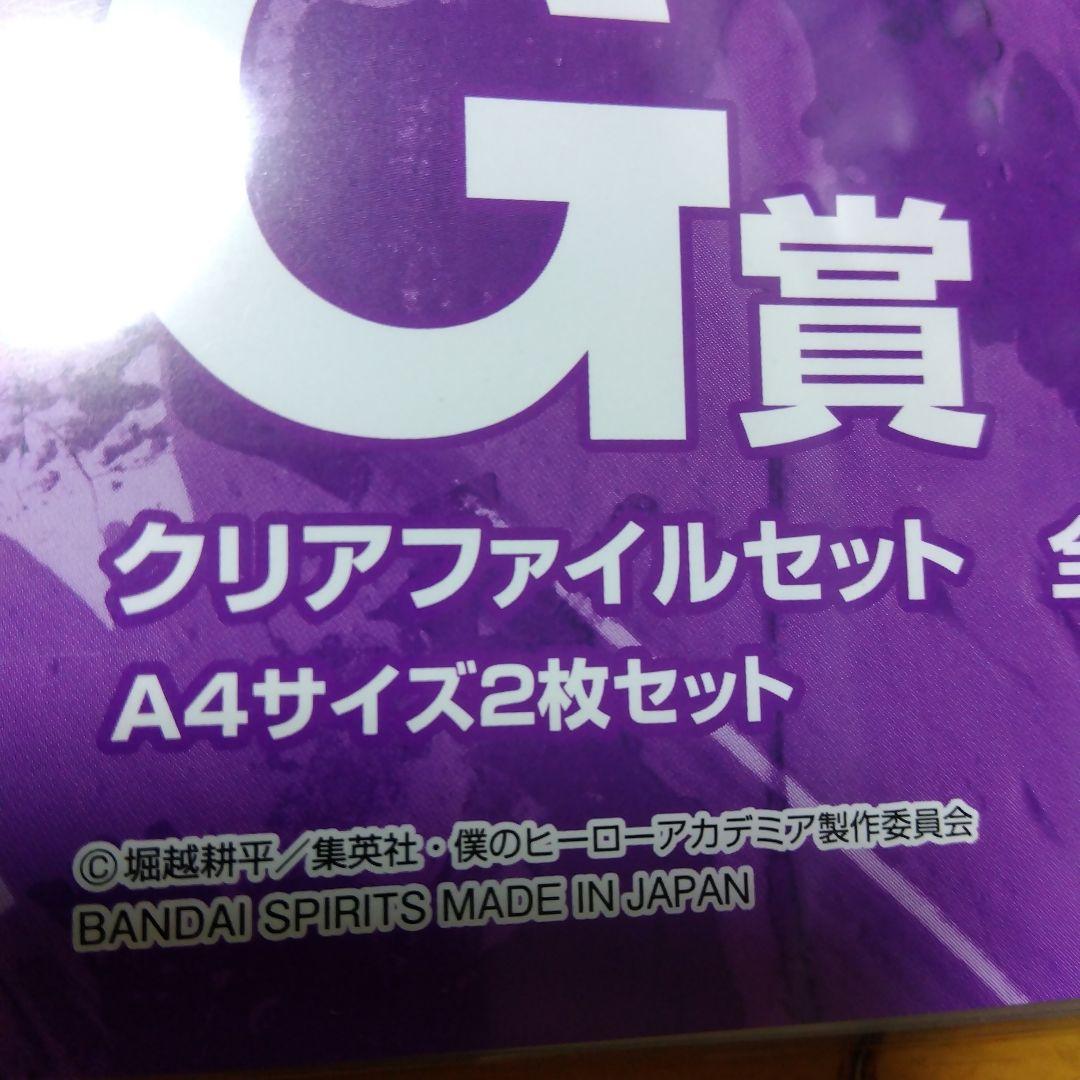 G賞
クリアファイルセット 全
A4サイズ2枚セット
©堀越耕平／集英社・僕のヒーローアカデミア製作委員会
BANDAI SPIRITS MADE IN JAPAN